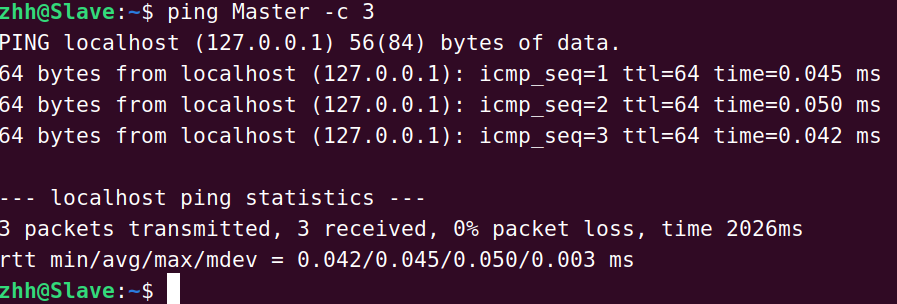 zhh@Slave:~$ ping Master -c 3
PING localhost (127.0.0.1) 56(84) bytes of data.
64 bytes from localhost (127.0.0.1): icmp_seq=1 ttl=64 time=0.045 ms
64 bytes from localhost (127.0.0.1): icmp_seq=2 ttl=64 time=0.050 ms
64 bytes from localhost (127.0.0.1): icmp_seq=3 ttl=64 time=0.042 ms
--- localhost ping statistics ---
3 packets transmitted, 3 received, 0% packet loss, time 2026ms
rtt min/avg/max/mdev = 0.042/0.045/0.050/0.003 ms
zhh@Slave:~$